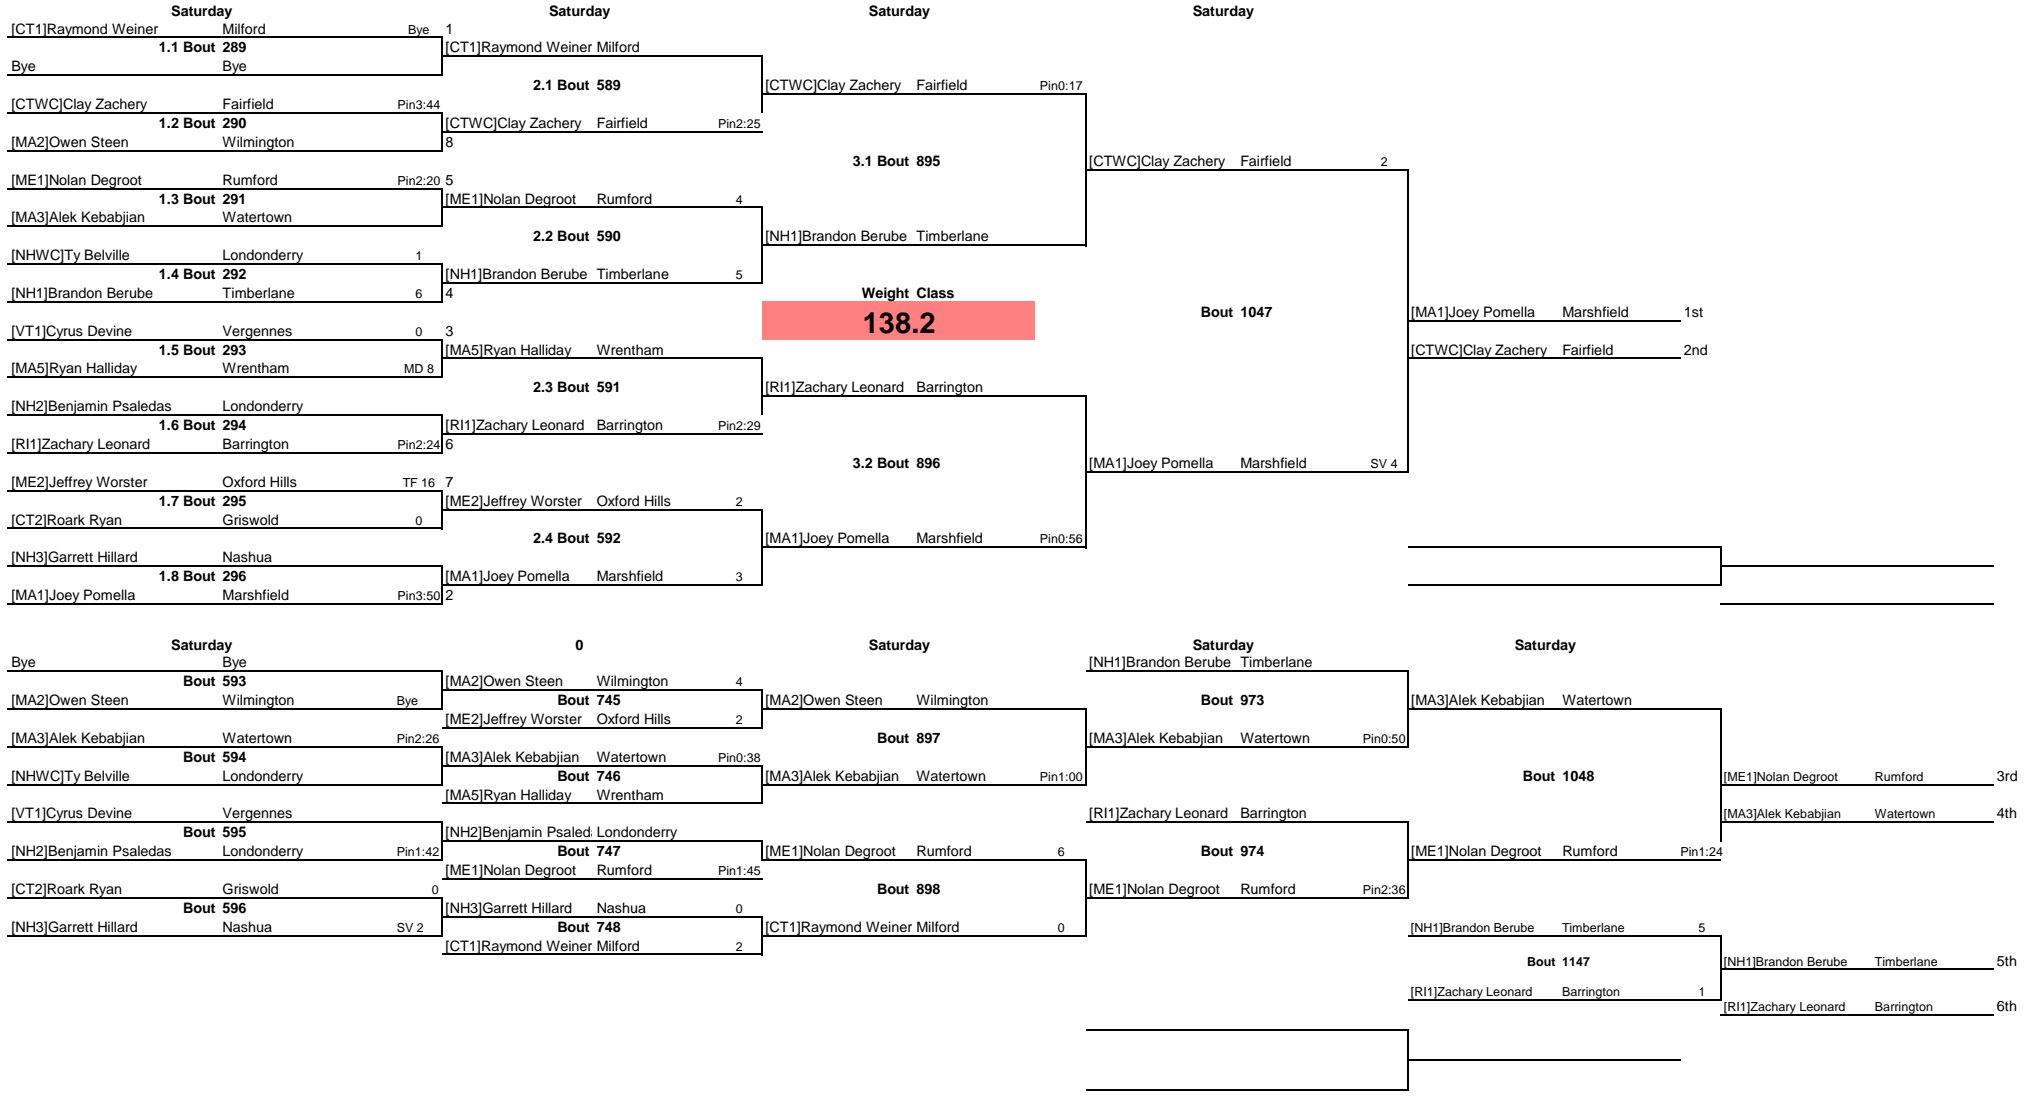 Saturday Saturday Saturday Saturday
[CT1]Raymond Weiner Milford Bye 1
1.1 Bout 289 [CT1]Raymond Weiner Milford
Bye Bye
2.1 Bout 589 [CTWC]Clay Zachery Fairfield Pin0:17
[CTWC]Clay Zachery Fairfield Pin3:44
1.2 Bout 290 [CTWC]Clay Zachery Fairfield Pin2:25
[MA2]Owen Steen Wilmington 8
3.1 Bout 895 [CTWC]Clay Zachery Fairfield 2
[ME1]Nolan Degroot Rumford Pin2:20 5
1.3 Bout 291 [ME1]Nolan Degroot Rumford 4
[MA3]Alek Kebabjian Watertown
2.2 Bout 590 [NH1]Brandon Berube Timberlane
[NHWC]Ty Belville Londonderry 1
1.4 Bout 292 [NH1]Brandon Berube Timberlane 5
[NH1]Brandon Berube Timberlane 6 4 Weight Class
Bout 1047 [MA1]Joey Pomella Marshfield 1st
138.2
[VT1]Cyrus Devine Vergennes 0 3
1.5 Bout 293 [MA5]Ryan Halliday Wrentham [CTWC]Clay Zachery Fairfield 2nd
[MA5]Ryan Halliday Wrentham MD 8
2.3 Bout 591 [RI1]Zachary Leonard Barrington
[NH2]Benjamin Psaledas Londonderry
1.6 Bout 294 [RI1]Zachary Leonard Barrington Pin2:29
[RI1]Zachary Leonard Barrington Pin2:24 6
3.2 Bout 896 [MA1]Joey Pomella Marshfield SV 4
[ME2]Jeffrey Worster Oxford Hills TF 16 7
1.7 Bout 295 [ME2]Jeffrey Worster Oxford Hills 2
[CT2]Roark Ryan Griswold 0
2.4 Bout 592 [MA1]Joey Pomella Marshfield Pin0:56
[NH3]Garrett Hillard Nashua
1.8 Bout 296 [MA1]Joey Pomella Marshfield 3
[MA1]Joey Pomella Marshfield Pin3:50 2
Saturday 0 Saturday Saturday Saturday
Bye Bye [NH1]Brandon Berube Timberlane
Bout 593 [MA2]Owen Steen Wilmington 4
[MA2]Owen Steen Wilmington Bye Bout 745 [MA2]Owen Steen Wilmington Bout 973 [MA3]Alek Kebabjian Watertown
[ME2]Jeffrey Worster Oxford Hills 2
[MA3]Alek Kebabjian Watertown Pin2:26 Bout 897 [MA3]Alek Kebabjian Watertown Pin0:50
Bout 594 [MA3]Alek Kebabjian Watertown Pin0:38
[NHWC]Ty Belville Londonderry Bout 746 [MA3]Alek Kebabjian Watertown Pin1:00 Bout 1048 [ME1]Nolan Degroot Rumford 3rd
[MA5]Ryan Halliday Wrentham
[VT1]Cyrus Devine Vergennes [RI1]Zachary Leonard Barrington [MA3]Alek Kebabjian Watertown 4th
Bout 595 [NH2]Benjamin Psaled Londonderry
[NH2]Benjamin Psaledas Londonderry Pin1:42 Bout 747 [ME1]Nolan Degroot Rumford 6 Bout 974 [ME1]Nolan Degroot Rumford Pin1:24
[ME1]Nolan Degroot Rumford Pin1:45
[CT2]Roark Ryan Griswold 0 Bout 898 [ME1]Nolan Degroot Rumford Pin2:36
Bout 596 [NH3]Garrett Hillard Nashua 0
[NH3]Garrett Hillard Nashua SV 2 Bout 748 [CT1]Raymond Weiner Milford 0 [NH1]Brandon Berube Timberlane 5
[CT1]Raymond Weiner Milford 2
Bout 1147 [NH1]Brandon Berube Timberlane 5th
[RI1]Zachary Leonard Barrington 1
[RI1]Zachary Leonard Barrington 6th